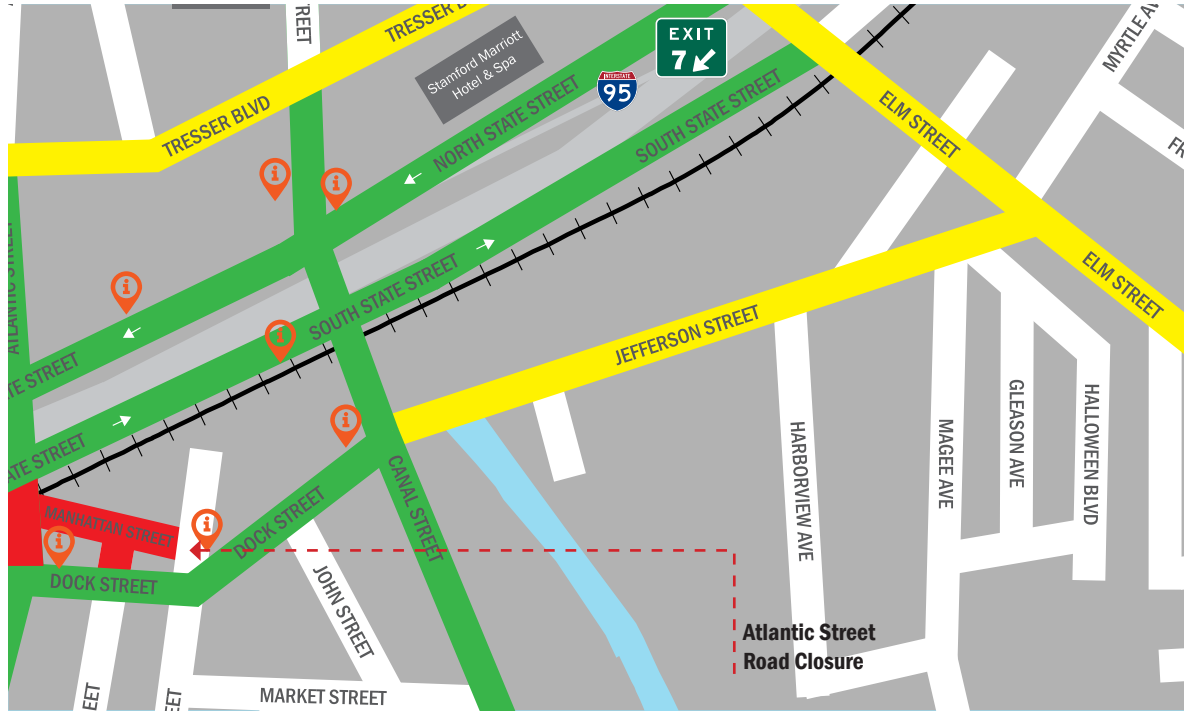 REET
TRESSER B
Stamford Marriott
Hotel & Spa
EXIT
7
INTERSTATE
95
MYRTLE AV
TRESSER BLVD
NORTH STATE STREET
SOUTH STATE STREET
ELM STREET
FR
ATLANTIC STREET
SOUTH STATE STREET
ELM STREET
JEFFERSON STREET
TE STREET
ATE STREET
MANHATTAN STREET
DOCK STREET
DOCK STREET
CANAL STREET
JOHN STREET
HARBORVIEW AVE
MAGEE AVE
GLEASON AVE
HALLOWEEN BLVD
Atlantic Street
Road Closure
MARKET STREET
EET
EET